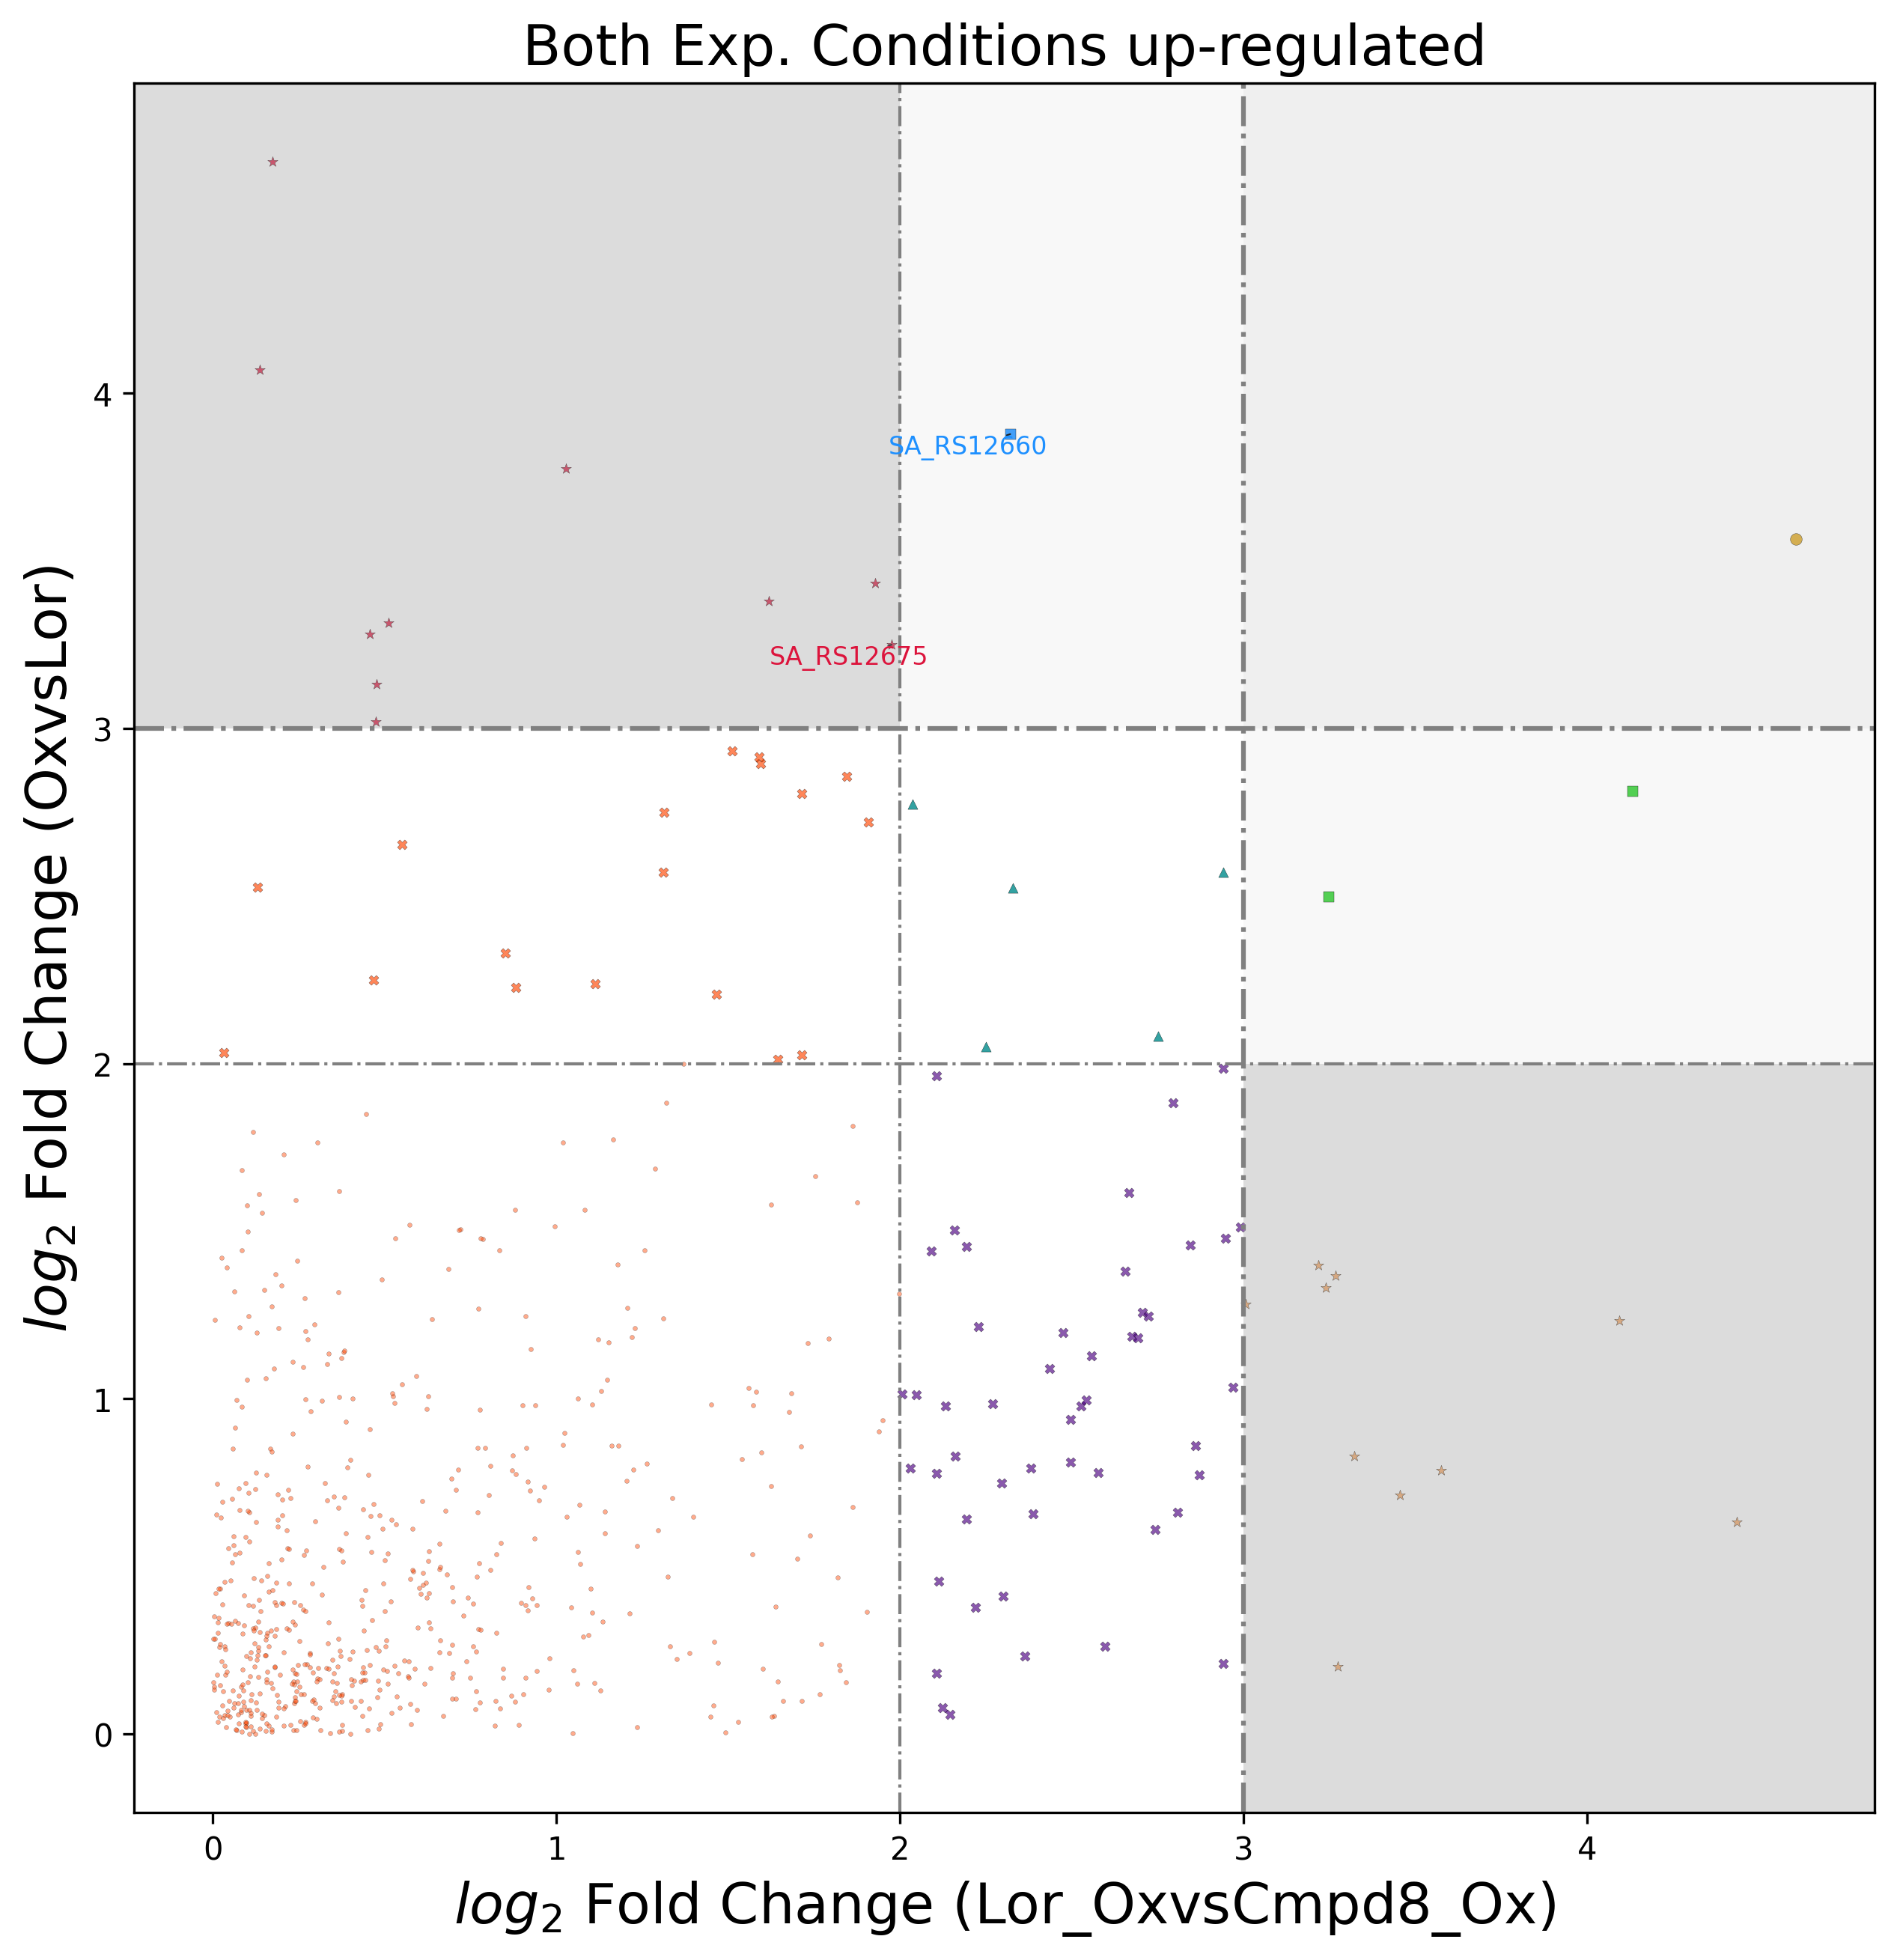 Both Exp. Conditions up-regulated
log2 Fold Change (OxvsLor)
4
3
2
1
0
SA_RS12660
SA_RS12675
0 1 2 3 4
log2 Fold Change (Lor_OxvsCmpd8_Ox)